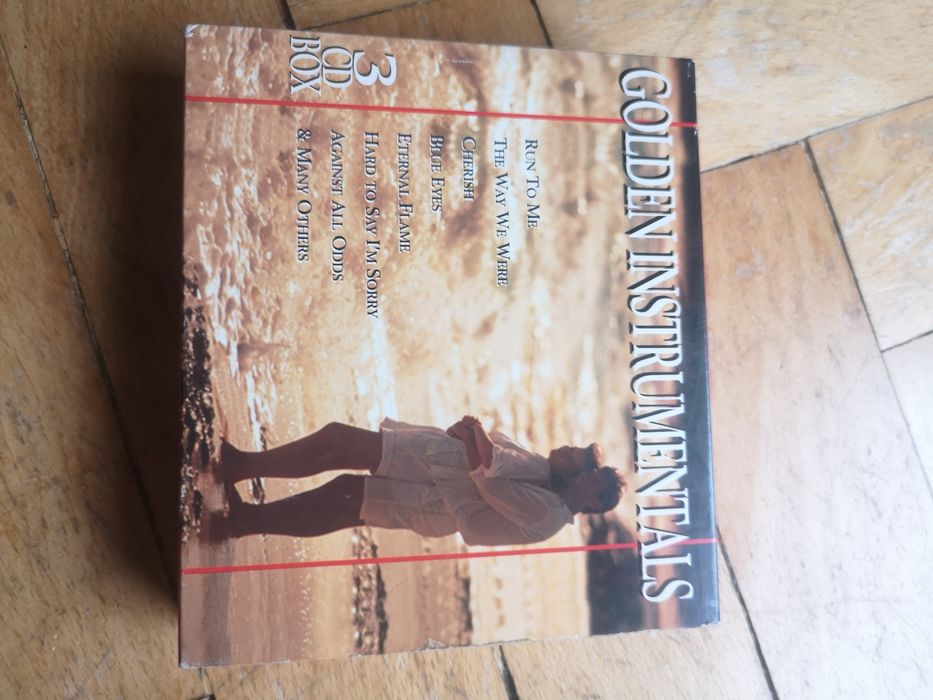 GOLDEN INSTRUMENTALS
RUN TO ME
THE WAY WE WERE
CHERISH
BLUE EYES
ETERNAL FLAME
HARD TO SAY I'M SORRY
AGAINST ALL ODDS
& MANY OTHERS
3
CD
BOX